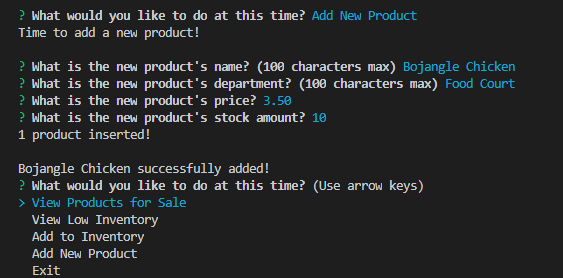 ? What would you like to do at this time? Add New Product
Time to add a new product!
? What is the new product's name? (100 characters max) Bojangle Chicken
? What is the new product's department? (100 characters max) Food Court
? What is the new product's price? 3.50
? What is the new product's stock amount? 10
1 product inserted!
Bojangle Chicken successfully added!
? What would you like to do at this time? (Use arrow keys)
> View Products for Sale
View Low Inventory
Add to Inventory
Add New Product
Exit